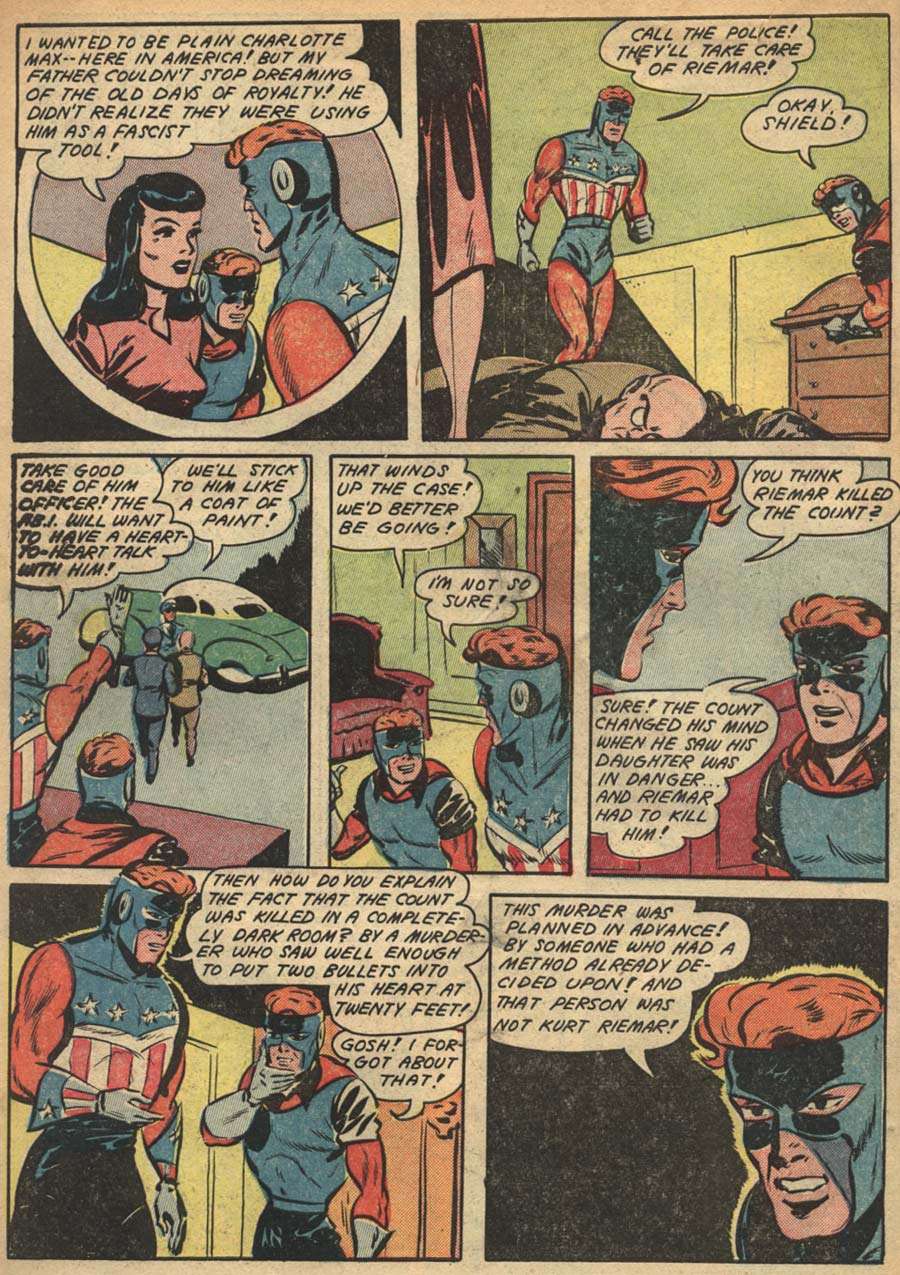 I WANTED TO BE PLAIN CHARLOTTE
MAX--HERE IN AMERICA! BUT MY
FATHER COULDN'T STOP DREAMING
OF THE OLD DAYS OF ROYALTY! HE
DIDN'T REALIZE THEY WERE USING
HIM AS A FASCIST
TOOL!
CALL THE POLICE!
THEY'LL TAKE CARE
OF RIEMAR!
OKAY,
SHIELD!
TAKE GOOD
CARE OF HIM
OFFICER! THE
F.B.I. WILL WANT
TO HAVE A HEART-
TO-HEART TALK
WITH HIM!
WE'LL STICK
TO HIM LIKE
A COAT OF
PAINT!
THAT WINDS
UP THE CASE!
WE'D BETTER
BE GOING!
I'M NOT SO
SURE!
YOU THINK
RIEMAR KILLED
THE COUNT?
SURE! THE COUNT
CHANGED HIS MIND
WHEN HE SAW HIS
DAUGHTER WAS
IN DANGER...
AND RIEMAR
HAD TO KILL
HIM!
THEN HOW DO YOU EXPLAIN
THE FACT THAT THE COUNT
WAS KILLED IN A COMPLETE-
LY DARK ROOM? BY A MURDER-
ER WHO SAW WELL ENOUGH
TO PUT TWO BULLETS INTO
HIS HEART AT
TWENTY FEET!
GOSH! I FOR-
GOT ABOUT
THAT!
THIS MURDER WAS
PLANNED IN ADVANCE!
BY SOMEONE WHO HAD A
METHOD ALREADY DE-
CIDED UPON! AND
THAT PERSON WAS
NOT KURT RIEMAR!